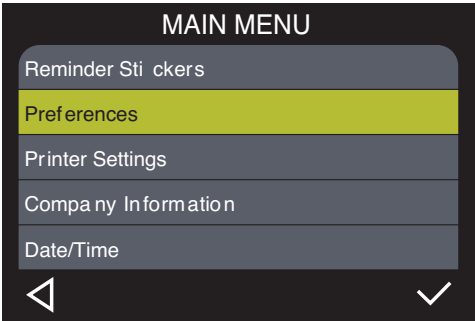 MAIN MENU
Reminder Stickers
Preferences
Printer Settings
Company Information
Date/Time